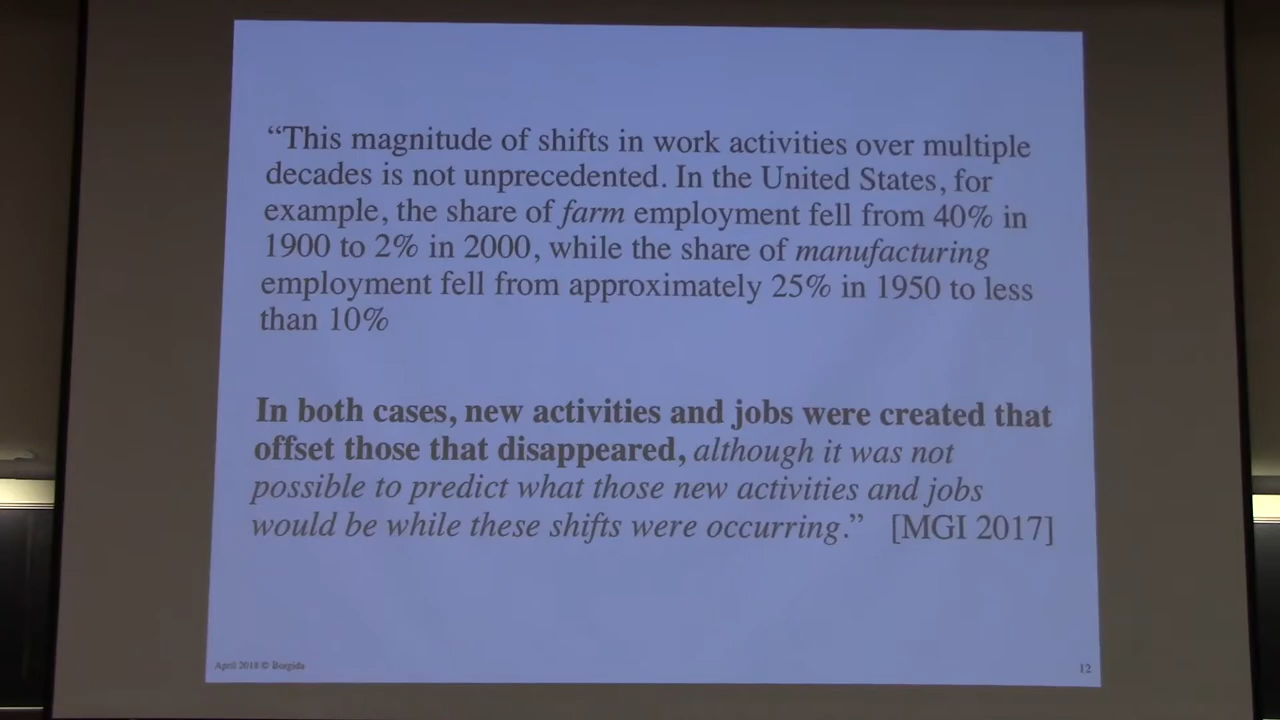 “This magnitude of shifts in work activities over multiple
decades is not unprecedented. In the United States, for
example, the share of farm employment fell from 40% in
1900 to 2% in 2000, while the share of manufacturing
employment fell from approximately 25% in 1950 to less
than 10%
In both cases, new activities and jobs were created that
offset those that disappeared, although it was not
possible to predict what those new activities and jobs
would be while these shifts were occurring.” [MGI 2017]
April 2018 © Borgida
12